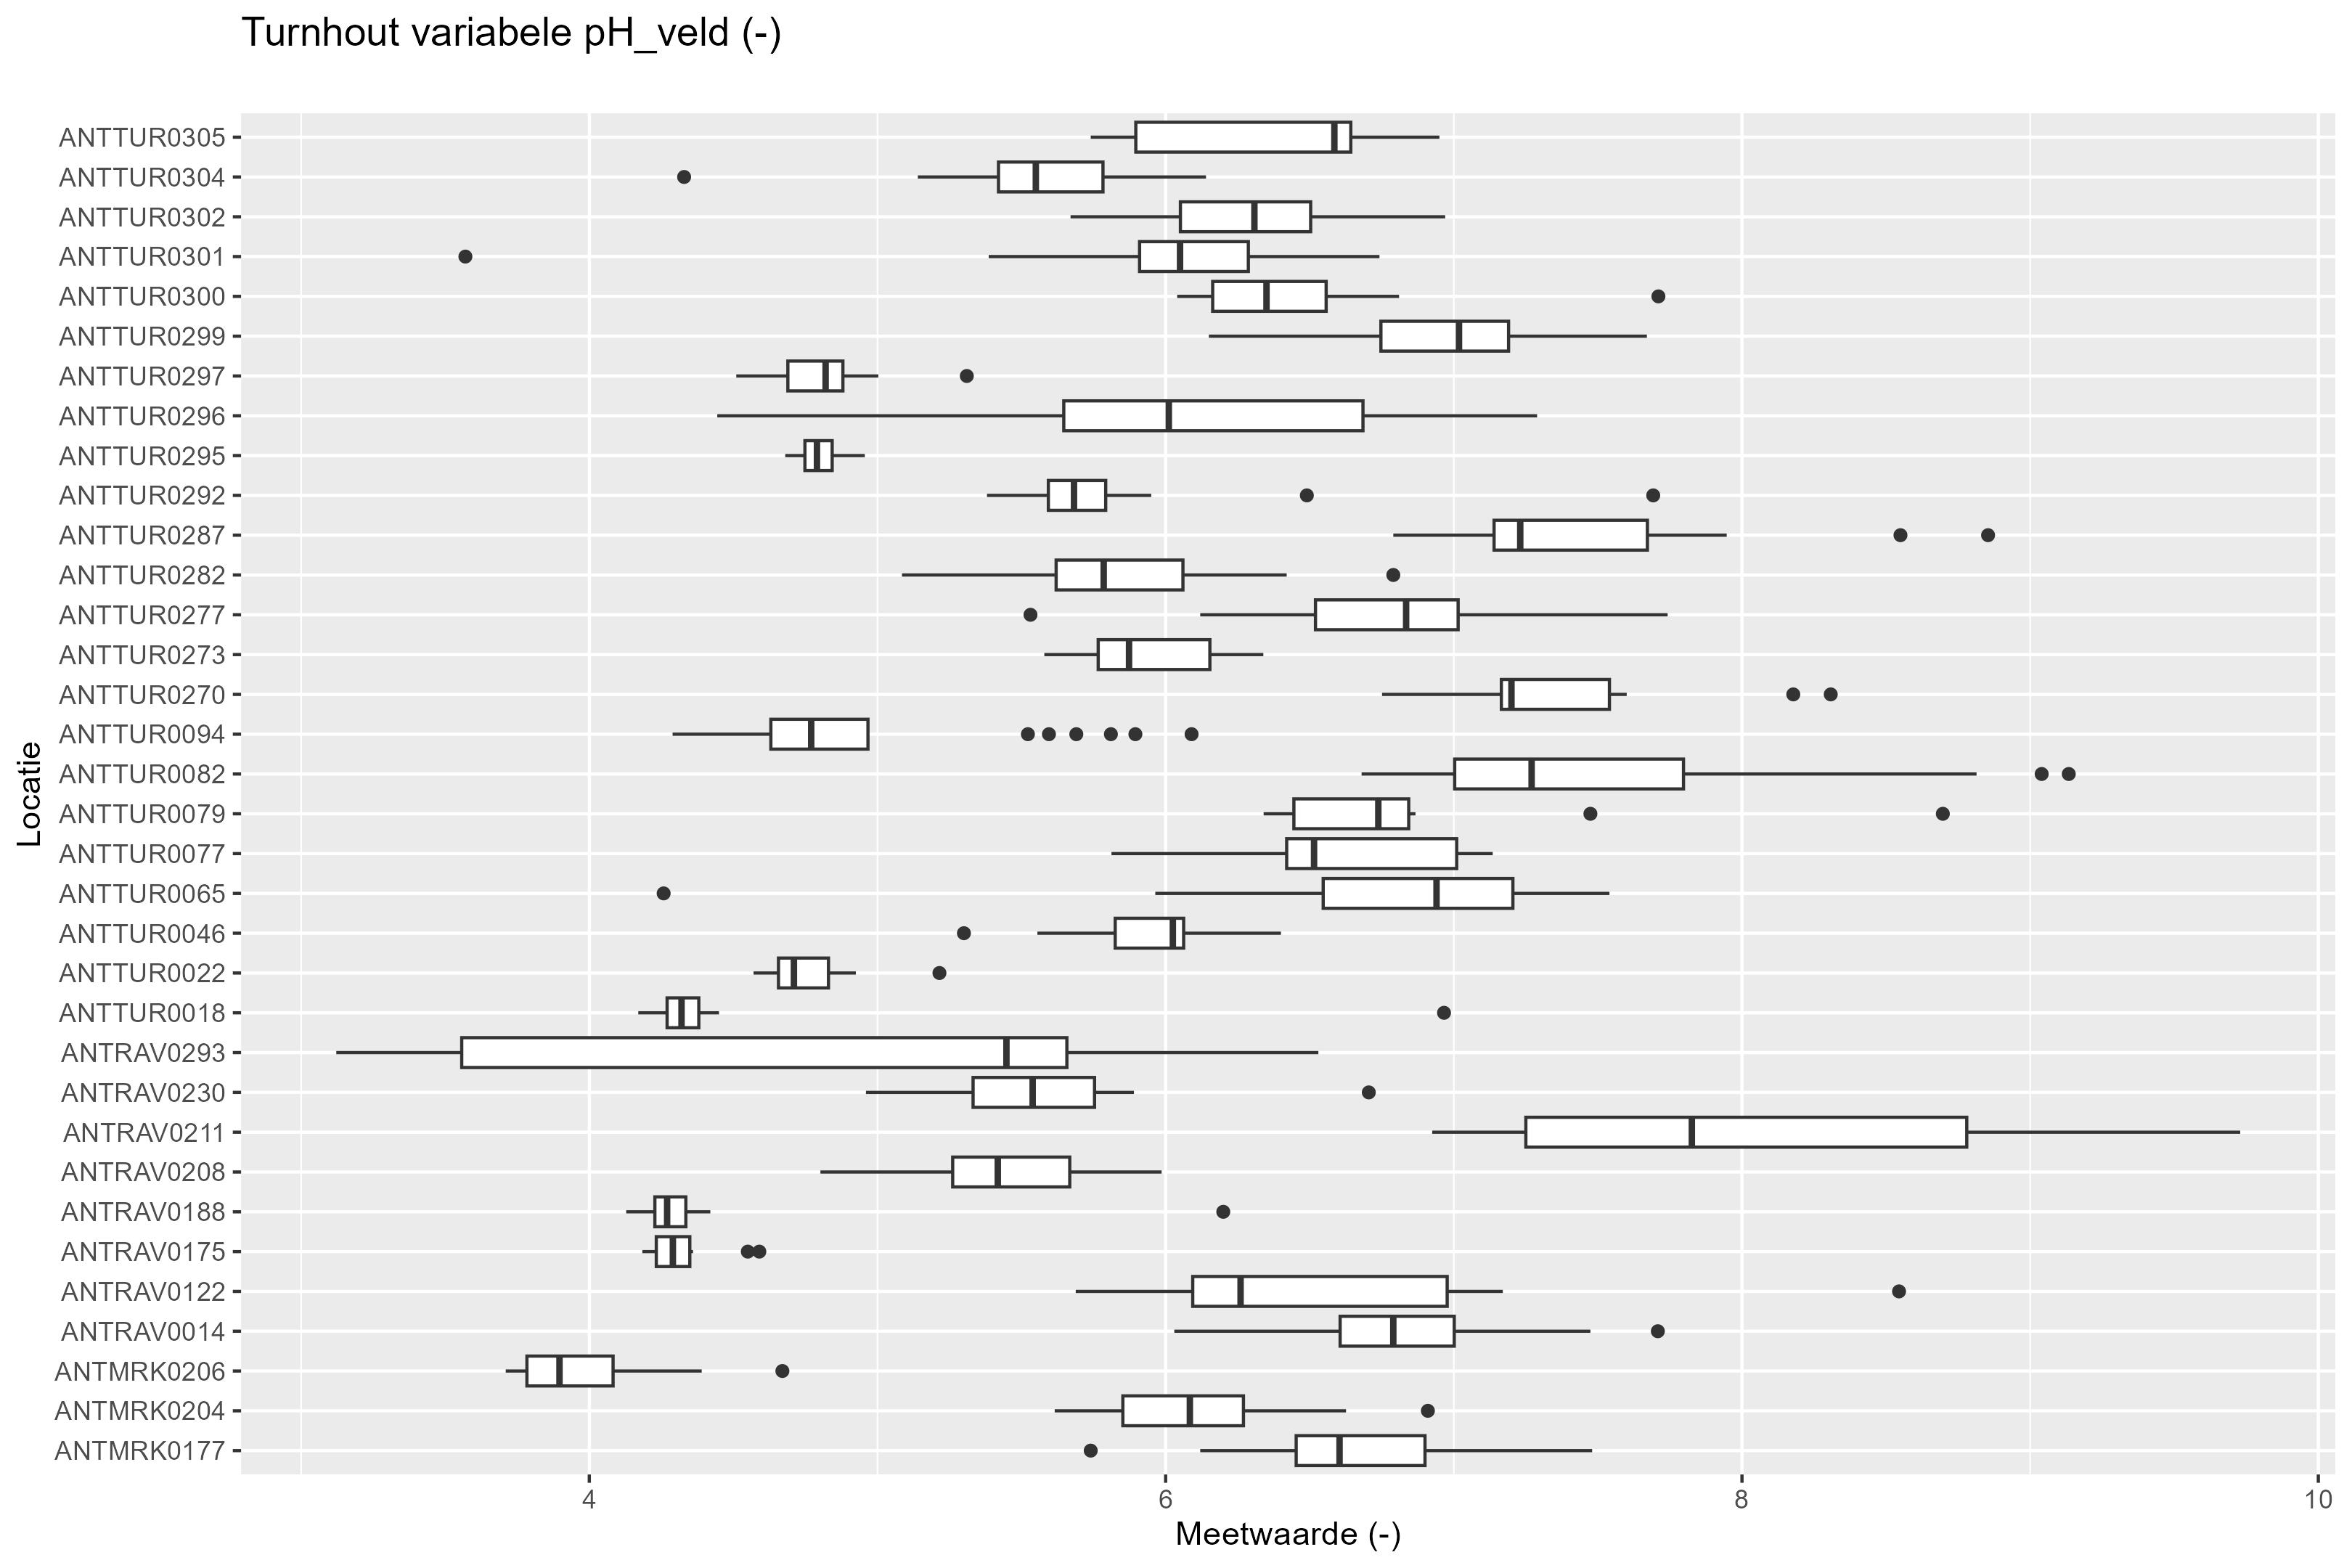 Turnhout variabele pH_veld (-)
Locatie
ANTTUR0305
ANTTUR0304
ANTTUR0302
ANTTUR0301
ANTTUR0300
ANTTUR0299
ANTTUR0297
ANTTUR0296
ANTTUR0295
ANTTUR0292
ANTTUR0287
ANTTUR0282
ANTTUR0277
ANTTUR0273
ANTTUR0270
ANTTUR0094
ANTTUR0082
ANTTUR0079
ANTTUR0077
ANTTUR0065
ANTTUR0046
ANTTUR0022
ANTTUR0018
ANTRAV0293
ANTRAV0230
ANTRAV0211
ANTRAV0208
ANTRAV0188
ANTRAV0175
ANTRAV0122
ANTRAV0014
ANTMRK0206
ANTMRK0204
ANTMRK0177
4 6 8 10
Meetwaarde (-)